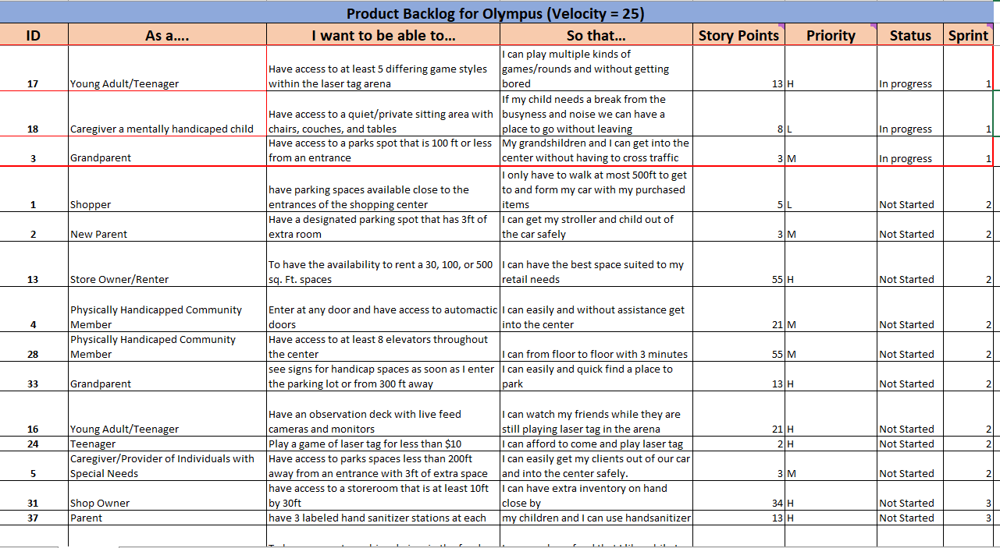 Product Backlog for Olympus (Velocity = 25)
ID As a…. I want to be able to… So that… Story Points Priority Status Sprint
I can play multiple kinds of
Have access to at least 5 differing game styles games/rounds and without getting
17 Young Adult/Teenager within the laser tag arena bored 13 H In progress 1
If my child needs a break from the
Have access to a quiet/private sitting area with busyness and noise we can have a
18 Caregiver a mentally handicaped child chairs, couches, and tables place to go without leaving 8 L In progress 1
Have access to a parks spot that is 100 ft or less My grandshildren and I can get into the
3 Grandparent from an entrance center without having to cross traffic 3 M In progress 1
I only have to walk at most 500ft to get
have parking spaces available close to the to and form my car with my purchased
1 Shopper entrances of the shopping center items 5 L Not Started 2
Have a designated parking spot that has 3ft of I can get my stroller and child out of
2 New Parent extra room the car safely 3 M Not Started 2
To have the availability to rent a 30, 100, or 500 I can have the best space suited to my
13 Store Owner/Renter sq. Ft. spaces retail needs 55 H Not Started 2
Physically Handicapped Community Enter at any door and have access to automactic I can easily and without assistance get
4 Member doors into the center 21 M Not Started 2
Physically Handicaped Community Have access to at least 8 elevators throughout
28 Member the center I can from floor to floor with 3 minutes 55 M Not Started 2
see signs for handicap spaces as soon as I enter I can easily and quick find a place to
33 Grandparent the parking lot or from 300 ft away park 13 H Not Started 2
Have an observation deck with live feed I can watch my friends while they are
16 Young Adult/Teenager cameras and monitors still playing laser tag in the arena 21 H Not Started 2
24 Teenager Play a game of laser tag for less than $10 I can afford to come and play laser tag 2 H Not Started 2
Caregiver/Provider of Individuals with Have access to parks spaces less than 200ft I can easily get my clients out of our car
5 Special Needs away from an entrance with 3ft of extra space and into the center safely. 3 M Not Started 2
have access to a storeroom that is at least 10ft I can have extra inventory on hand
31 Shop Owner by 30ft close by 34 H Not Started 3
37 Parent have 3 labeled hand sanitizer stations at each my children and I can use handsanitizer 13 H Not Started 3